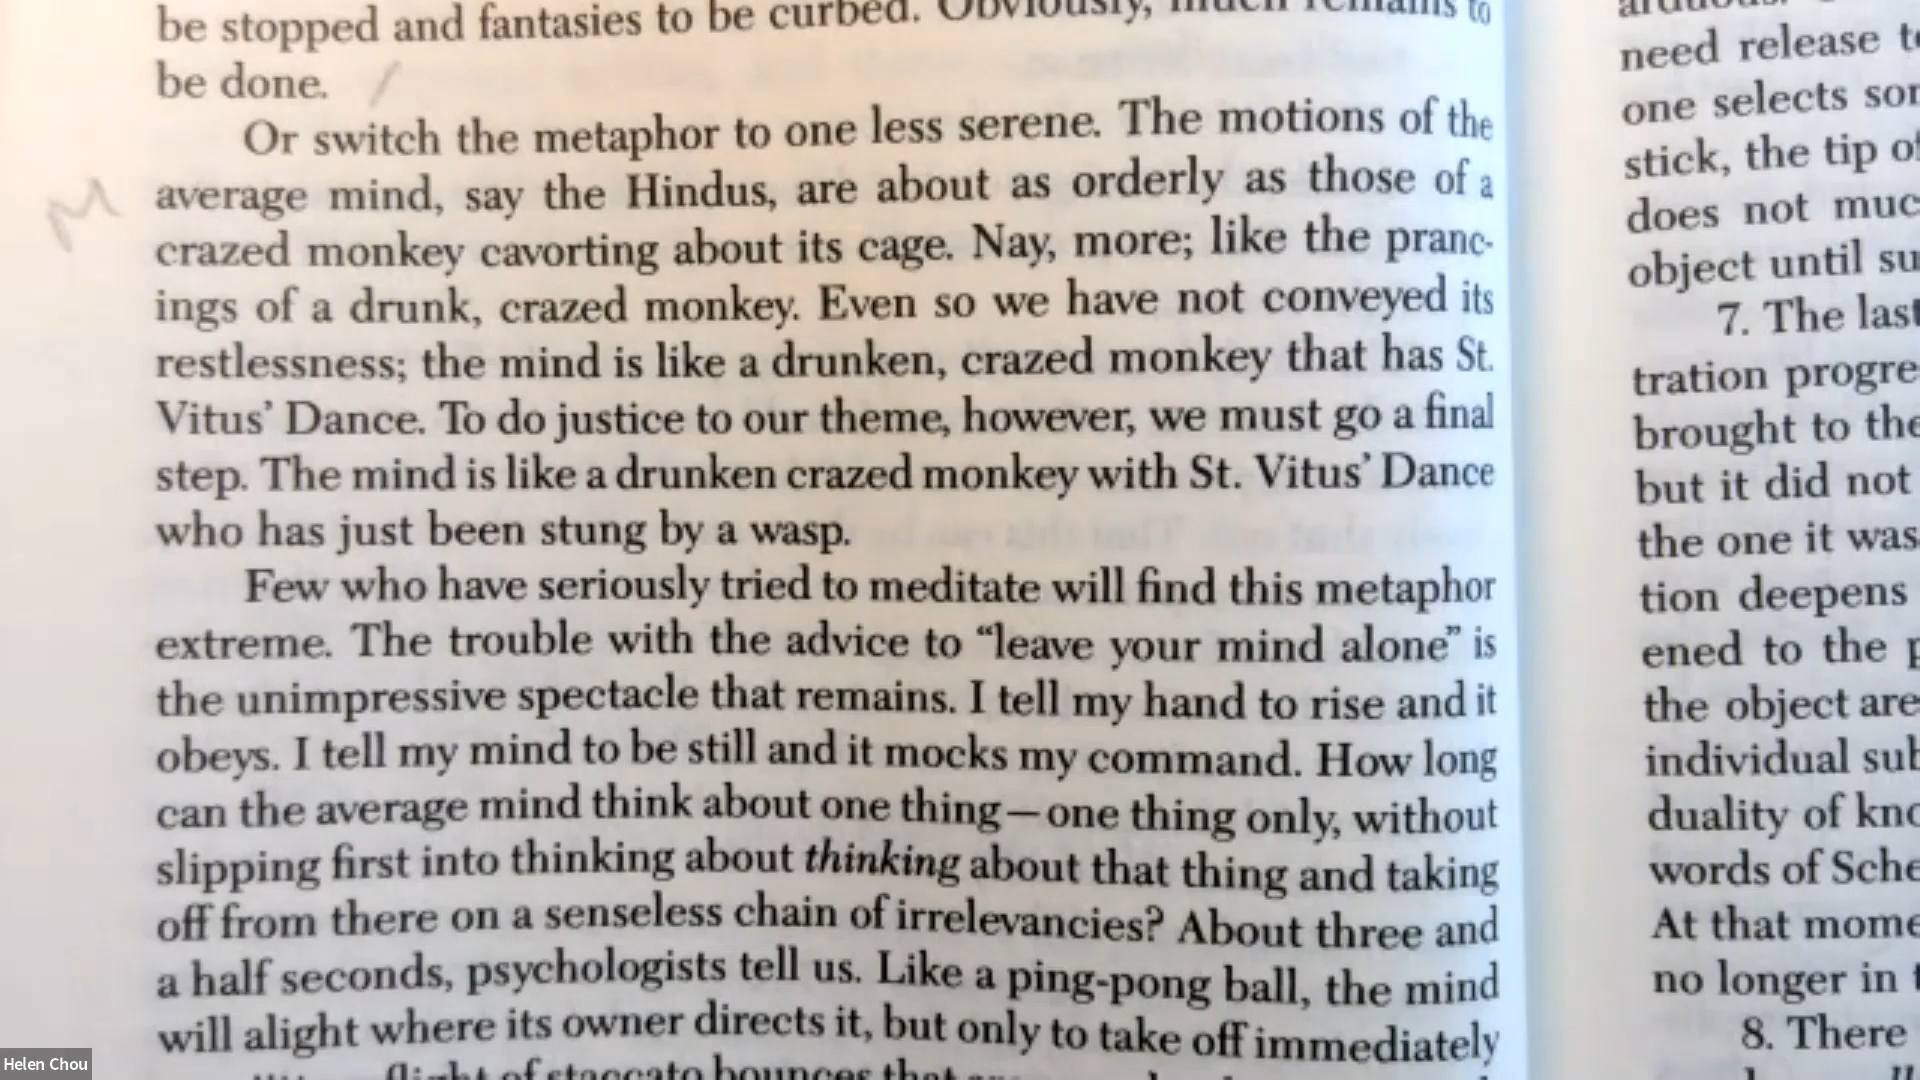 be stopped and fantasies to be curbed. Obviously, much remains to
be done.
Or switch the metaphor to one less serene. The motions of the
average mind, say the Hindus, are about as orderly as those of a
crazed monkey cavorting about its cage. Nay, more; like the pranc-
ings of a drunk, crazed monkey. Even so we have not conveyed its
restlessness; the mind is like a drunken, crazed monkey that has St.
Vitus’ Dance. To do justice to our theme, however, we must go a final
step. The mind is like a drunken crazed monkey with St. Vitus’ Dance
who has just been stung by a wasp.
Few who have seriously tried to meditate will find this metaphor
extreme. The trouble with the advice to “leave your mind alone” is
the unimpressive spectacle that remains. I tell my hand to rise and it
obeys. I tell my mind to be still and it mocks my command. How long
can the average mind think about one thing—one thing only, without
slipping first into thinking about thinking about that thing and taking
off from there on a senseless chain of irrelevancies? About three and
a half seconds, psychologists tell us. Like a ping-pong ball, the mind
will alight where its owner directs it, but only to take off immediately
flight of staccato bounces that
need release
one selects
stick, the tip
does not
object until
7. The last
tration
brought to the
but it did not
the one it was
tion deepens
ened to the
the object are
individual
duality of
words of
At that
no longer in
8. There
Helen Chou